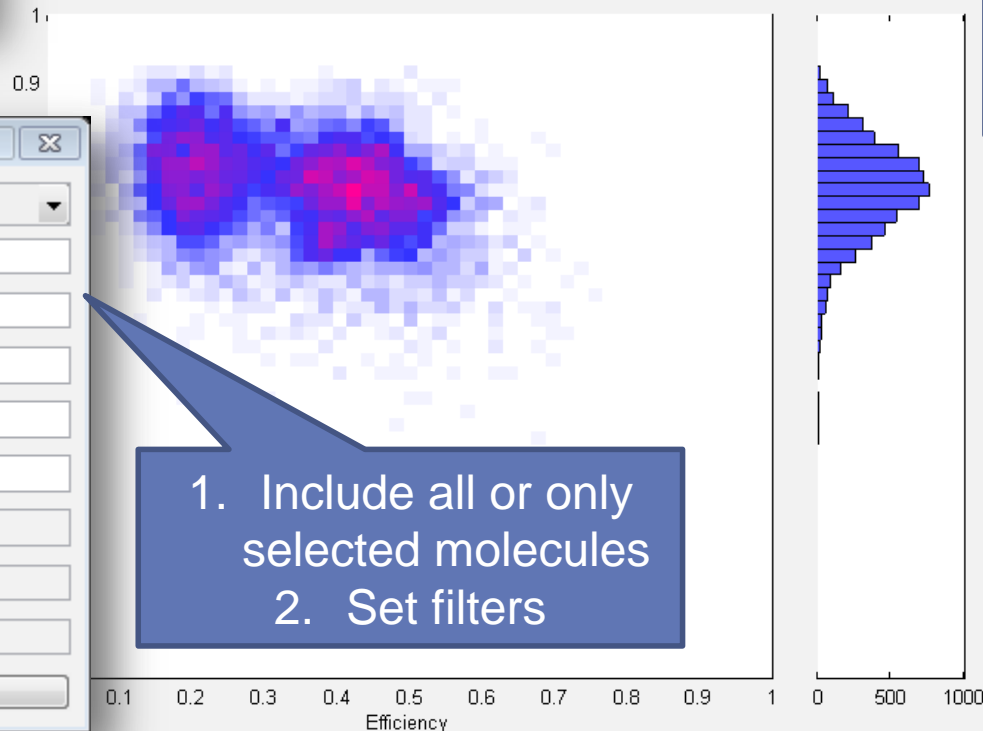 1
0.9
1. Include all or only
selected molecules
2. Set filters
0.1 0.2 0.3 0.4 0.5 0.6 0.7 0.8 0.9 1
Efficiency
0 500 1000